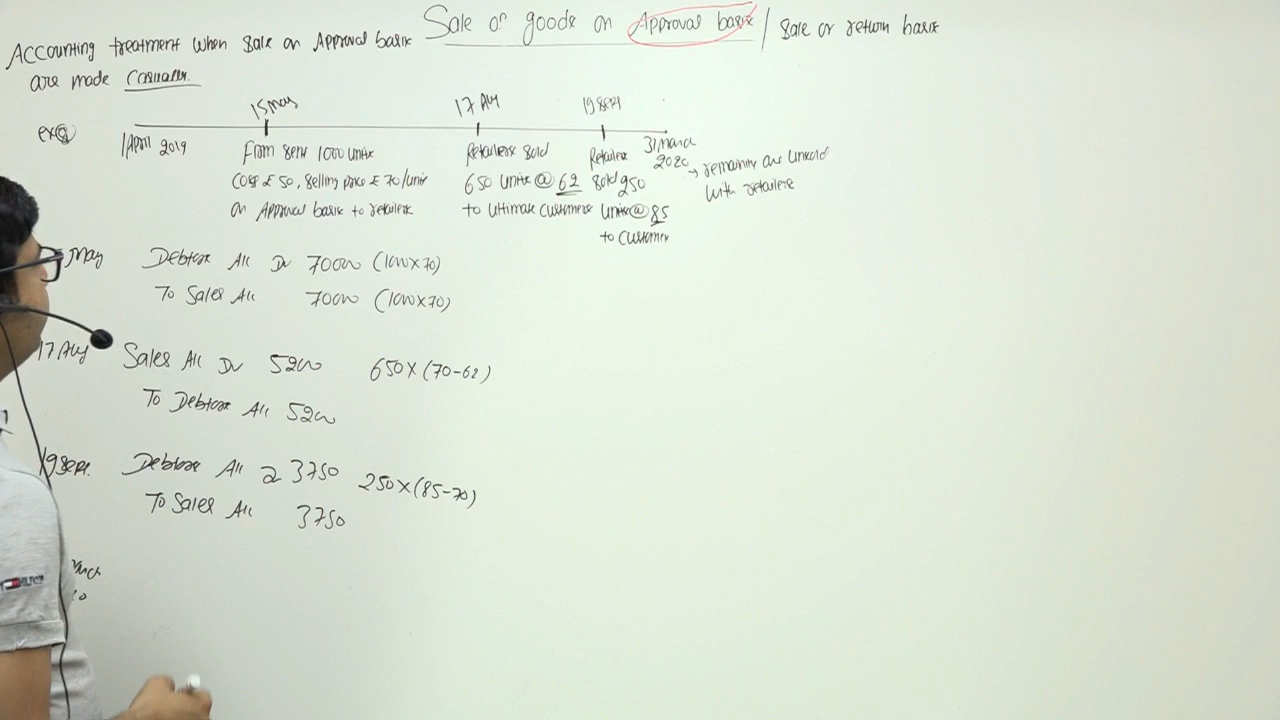 Sale of goods on Approval basis / Sale or return basis
Accounting treatment when sale on Approval basis
are made Casually.
1 April 2019
15 May
From sent 1000 units
Cost ₹ 50, selling price ₹ 70/unit
on Approval basis to retailers
17 Aug
Retailers sold
650 units @ 62
to ultimate customers
19 Sept
Retailers
sold 250
units @ 85
to customer
31 March
2020
→ remaining are unsold
with retailers
May Debtors A/c Dr 70000 (1000×70)
To Sales A/c 70000 (1000×70)
17 Aug Sales A/c Dr 5200 650×(70-62)
To Debtors A/c 5200
19 Sept. Debtors A/c Dr 3750 250×(85-70)
To Sales A/c 3750